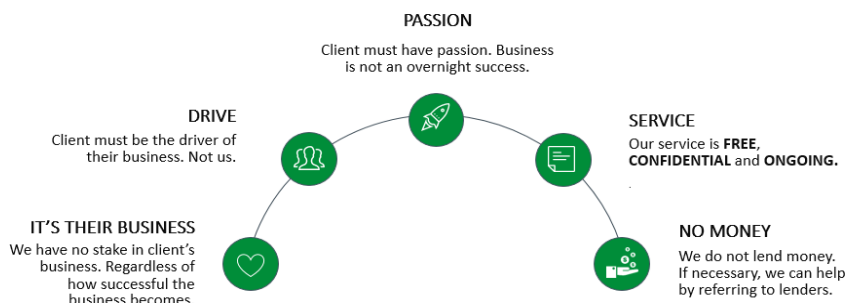 PASSION
Client must have passion. Business
is not an overnight success.
DRIVE
Client must be the driver of
their business. Not us.
SERVICE
Our service is FREE,
CONFIDENTIAL and ONGOING.
.
IT’S THEIR BUSINESS
We have no stake in client’s
business. Regardless of
how successful the
business becomes.
NO MONEY
We do not lend money.
If necessary, we can help
by referring to lenders.